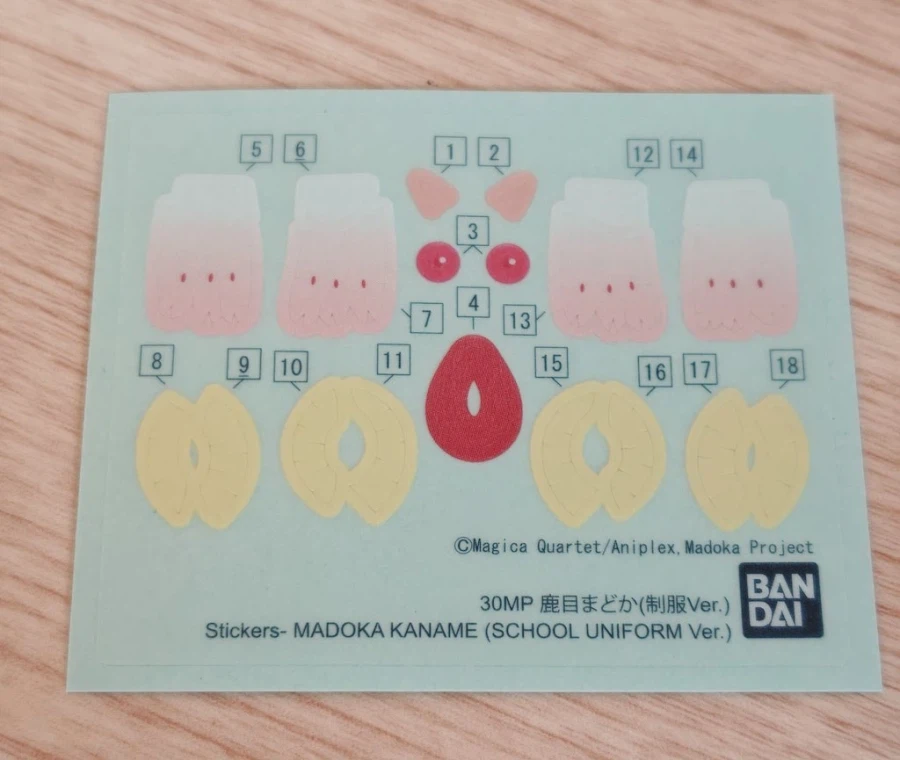 5 6 1 2 12 14
3
4
7 13
8 9 10 11 15 16 17 18
©Magica Quartet/Aniplex,Madoka Project
30MP 鹿目まどか(制服Ver.)
Stickers- MADOKA KANAME (SCHOOL UNIFORM Ver.)
BAN
DAI